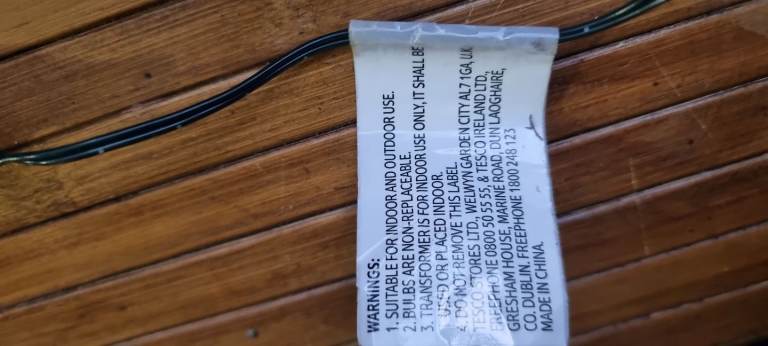 WARNINGS:
1. SUITABLE FOR INDOOR AND OUTDOOR USE.
2. BULBS ARE NON-REPLACEABLE.
3. TRANSFORMER IS FOR INDOOR USE ONLY, IT SHALL BE
USED OR PLACED INDOOR.
4. DO NOT REMOVE THIS LABEL.
TESCO STORES LTD, WELWYN GARDEN CITY AL7 1GA, U.K
FREEPHONE 0800 50 55 55, & TESCO IRELAND LTD.,
GRESHAM HOUSE, MARINE ROAD, DUN LAOGHAIRE,
CO. DUBLIN. FREEPHONE 1800 248 123
MADE IN CHINA.